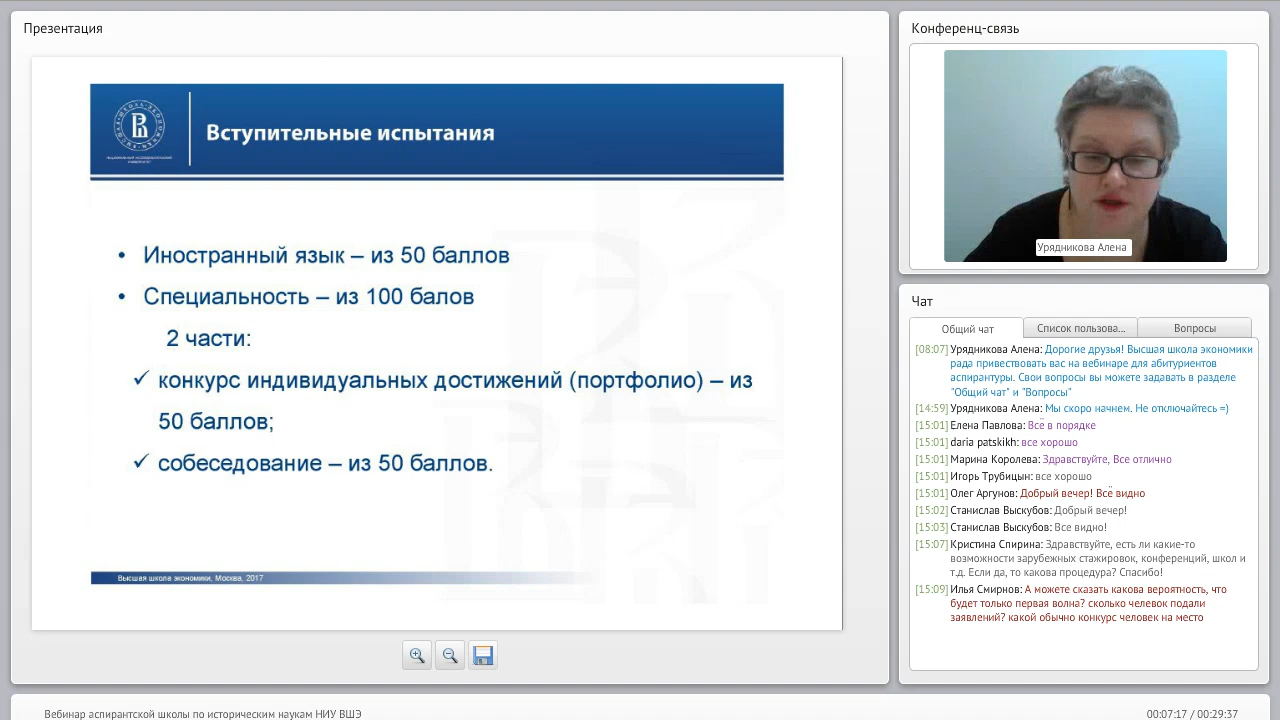 Презентация
Вступительные испытания
• Иностранный язык – из 50 баллов
• Специальность – из 100 балов
2 части:
✓ конкурс индивидуальных достижений (портфолио) – из
50 баллов;
✓ собеседование – из 50 баллов.
Высшая школа экономики, Москва, 2017
Конференц-связь
Урядникова Алена
Чат
Общий чат
Список пользова...
Вопросы
[08:07] Урядникова Алена: Дорогие друзья! Высшая школа экономики
рада привествовать вас на вебинаре для абитуриентов
аспирантуры. Свои вопросы вы можете задавать в разделе
"Общий чат" и "Вопросы"
[14:59] Урядникова Алена: Мы скоро начнем. Не отключайтесь =)
[15:01] Елена Павлова: Всё в порядке
[15:01] daria patskikh: все хорошо
[15:01] Марина Королева: Здравствуйте, Все отлично
[15:01] Игорь Трубицын: все хорошо
[15:01] Олег Аргунов: Добрый вечер! Всё видно
[15:02] Станислав Выскубов: Добрый вечер!
[15:03] Станислав Выскубов: Все видно!
[15:07] Кристина Спирина: Здравствуйте, есть ли какие-то
возможности зарубежных стажировок, конференций, школ и
т.д. Если да, то какова процедура? Спасибо!
[15:09] Илья Смирнов: А можете сказать какова вероятность, что
будет только первая волна? сколько челевок подали
заявлений? какой обычно конкурс человек на место
Вебинар аспирантской школы по историческим наукам НИУ ВШЭ
00:07:17 / 00:29:37